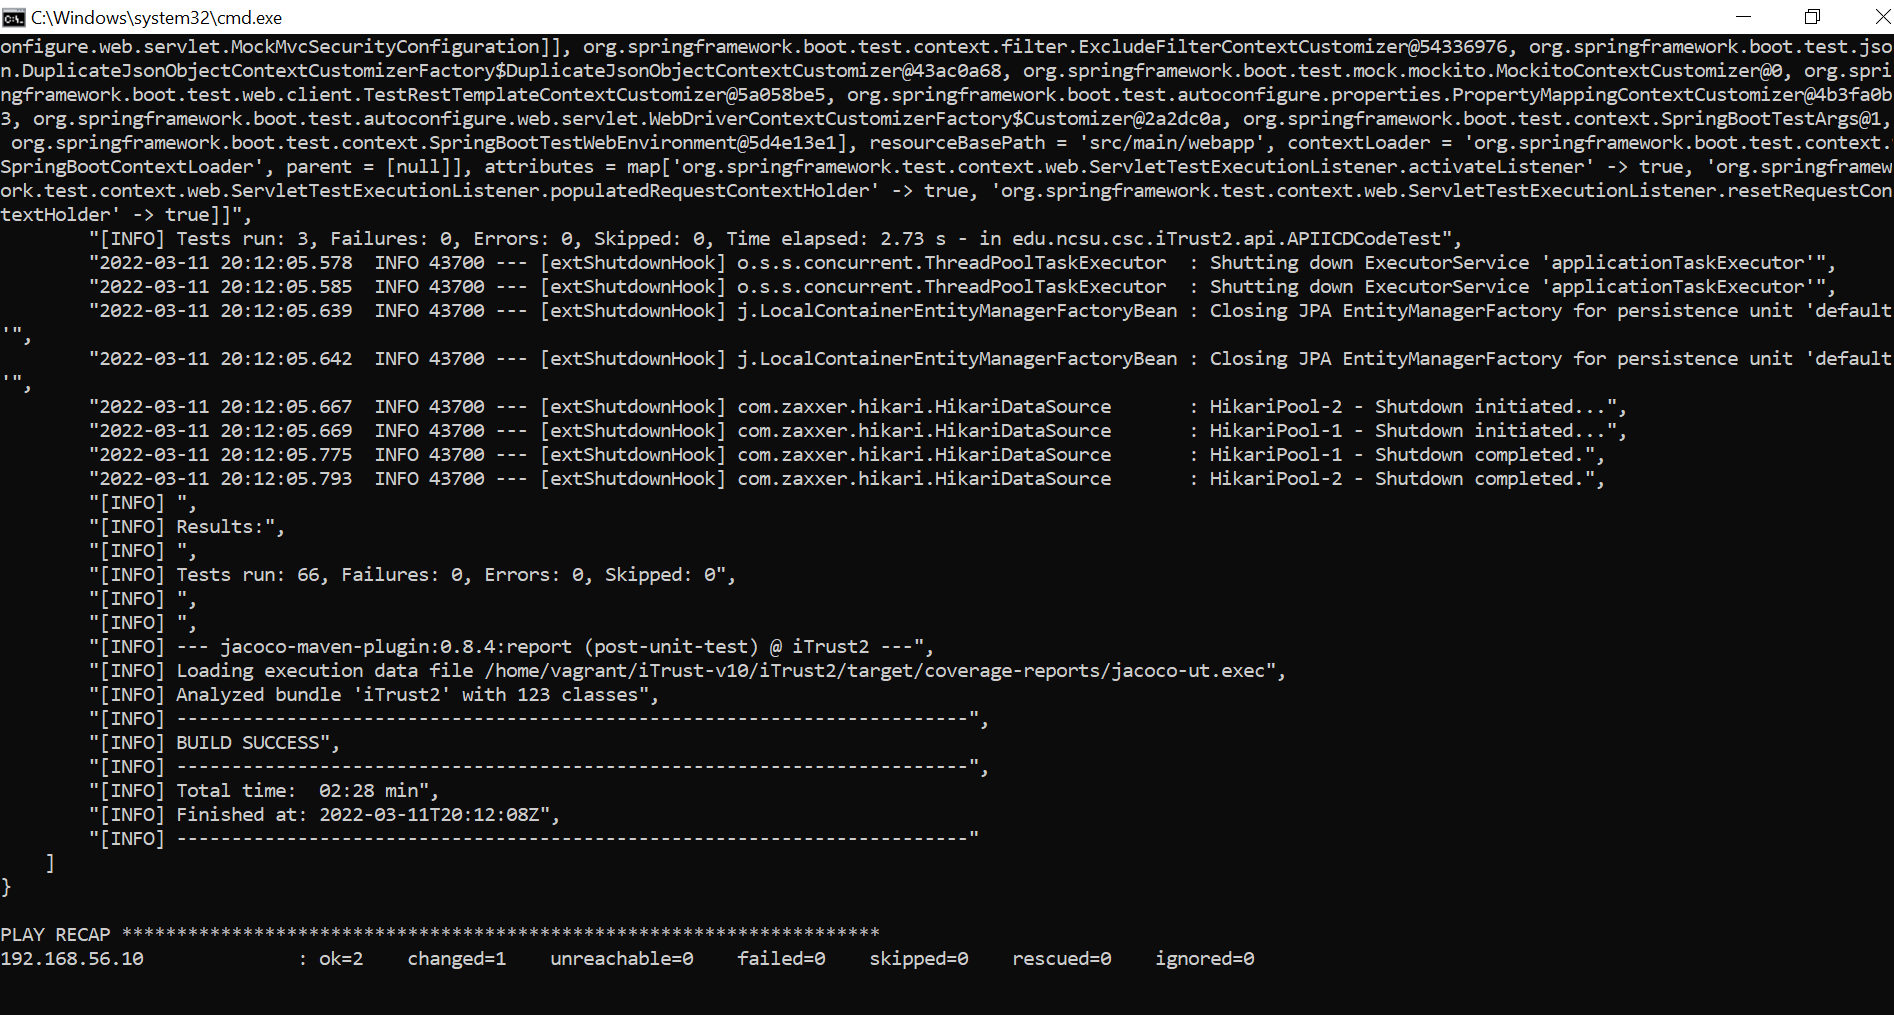 C:\Windows\system32\cmd.exe
onfigure.web.servlet.MockMvcSecurityConfiguration]], org.springframework.boot.test.context.filter.ExcludeFilterContextCustomizer@54336976, org.springframework.boot.test.jso
n.DuplicateJsonObjectContextCustomizerFactory$DuplicateJsonObjectContextCustomizer@43ac0a68, org.springframework.boot.test.mock.mockito.MockitoContextCustomizer@0, org.spri
ngframework.boot.test.web.client.TestRestTemplateContextCustomizer@5a058be5, org.springframework.boot.test.autoconfigure.properties.PropertyMappingContextCustomizer@4b3fa0b
3, org.springframework.boot.test.autoconfigure.web.servlet.WebDriverContextCustomizerFactory$Customizer@2a2dc0a, org.springframework.boot.test.context.SpringBootTestArgs@1,
 org.springframework.boot.test.context.SpringBootTestWebEnvironment@5d4e13e1], resourceBasePath = 'src/main/webapp', contextLoader = 'org.springframework.boot.test.context.
SpringBootContextLoader', parent = [null]], attributes = map['org.springframework.test.context.web.ServletTestExecutionListener.activateListener' -> true, 'org.springframew
ork.test.context.web.ServletTestExecutionListener.populatedRequestContextHolder' -> true, 'org.springframework.test.context.web.ServletTestExecutionListener.resetRequestCon
textHolder' -> true]]",
"[INFO] Tests run: 3, Failures: 0, Errors: 0, Skipped: 0, Time elapsed: 2.73 s - in edu.ncsu.csc.iTrust2.api.APIICDCodeTest",
"2022-03-11 20:12:05.578  INFO 43700 --- [extShutdownHook] o.s.s.concurrent.ThreadPoolTaskExecutor  : Shutting down ExecutorService 'applicationTaskExecutor'",
"2022-03-11 20:12:05.585  INFO 43700 --- [extShutdownHook] o.s.s.concurrent.ThreadPoolTaskExecutor  : Shutting down ExecutorService 'applicationTaskExecutor'",
"2022-03-11 20:12:05.639  INFO 43700 --- [extShutdownHook] j.LocalContainerEntityManagerFactoryBean : Closing JPA EntityManagerFactory for persistence unit 'default
'",
"2022-03-11 20:12:05.642  INFO 43700 --- [extShutdownHook] j.LocalContainerEntityManagerFactoryBean : Closing JPA EntityManagerFactory for persistence unit 'default
'",
"2022-03-11 20:12:05.667  INFO 43700 --- [extShutdownHook] com.zaxxer.hikari.HikariDataSource       : HikariPool-2 - Shutdown initiated...",
"2022-03-11 20:12:05.669  INFO 43700 --- [extShutdownHook] com.zaxxer.hikari.HikariDataSource       : HikariPool-1 - Shutdown initiated...",
"2022-03-11 20:12:05.775  INFO 43700 --- [extShutdownHook] com.zaxxer.hikari.HikariDataSource       : HikariPool-1 - Shutdown completed.",
"2022-03-11 20:12:05.793  INFO 43700 --- [extShutdownHook] com.zaxxer.hikari.HikariDataSource       : HikariPool-2 - Shutdown completed.",
"[INFO] ",
"[INFO] Results:",
"[INFO] ",
"[INFO] Tests run: 66, Failures: 0, Errors: 0, Skipped: 0",
"[INFO] ",
"[INFO] ",
"[INFO] --- jacoco-maven-plugin:0.8.4:report (post-unit-test) @ iTrust2 ---",
"[INFO] Loading execution data file /home/vagrant/iTrust-v10/iTrust2/target/coverage-reports/jacoco-ut.exec",
"[INFO] Analyzed bundle 'iTrust2' with 123 classes",
"[INFO] ------------------------------------------------------------------------",
"[INFO] BUILD SUCCESS",
"[INFO] ------------------------------------------------------------------------",
"[INFO] Total time:  02:28 min",
"[INFO] Finished at: 2022-03-11T20:12:08Z",
"[INFO] ------------------------------------------------------------------------"
]
}
PLAY RECAP *********************************************************************
192.168.56.10              : ok=2    changed=1    unreachable=0    failed=0    skipped=0    rescued=0    ignored=0